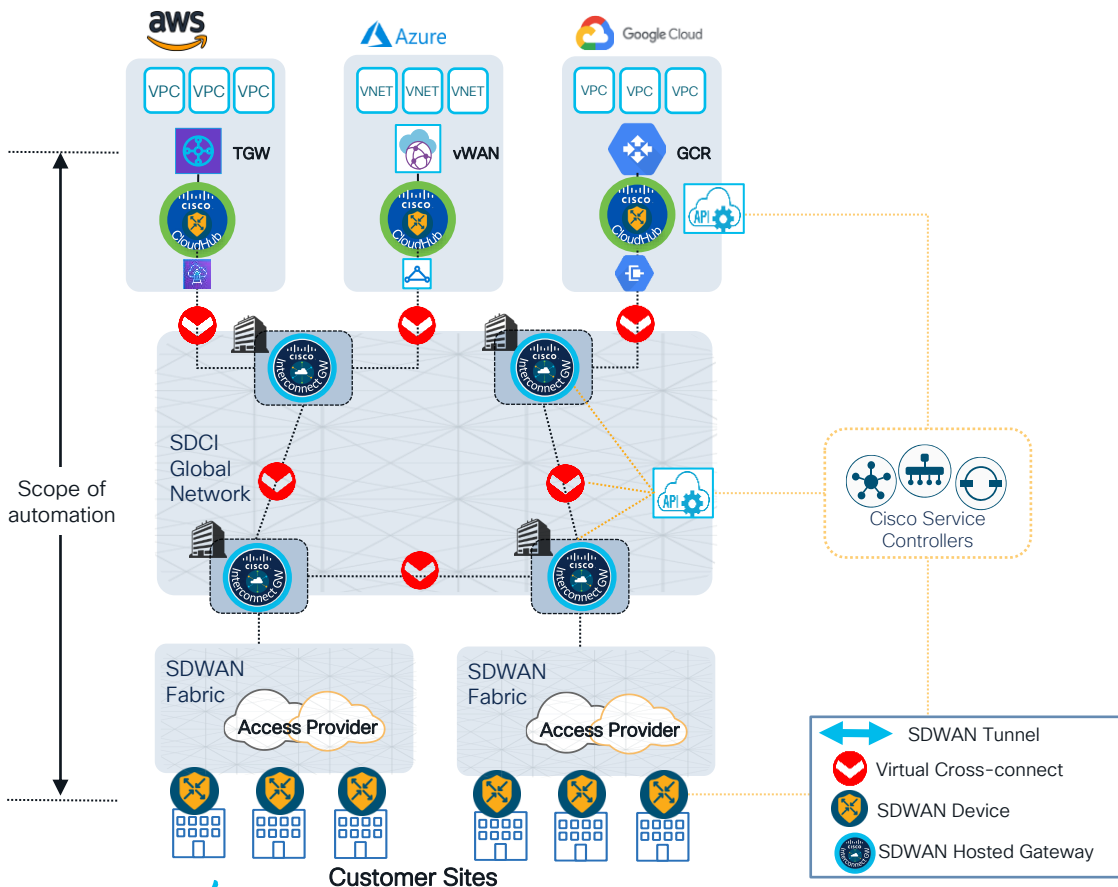 aws
Azure
Google Cloud
VPC VPC VPC
VNET VNET VNET
VPC VPC VPC
TGW
vWAN
GCR
CISCO
CloudHub
CISCO
CloudHub
CISCO
CloudHub
API
CISCO
Interconnect GW
CISCO
Interconnect GW
SDCI
Global
Network
API
Scope of
automation
Cisco Service
Controllers
CISCO
Interconnect GW
CISCO
Interconnect GW
SDWAN
Fabric
Access Provider
SDWAN
Fabric
Access Provider
SDWAN Tunnel
Virtual Cross-connect
SDWAN Device
CISCO
Interconnect GW
SDWAN Hosted Gateway
Customer Sites